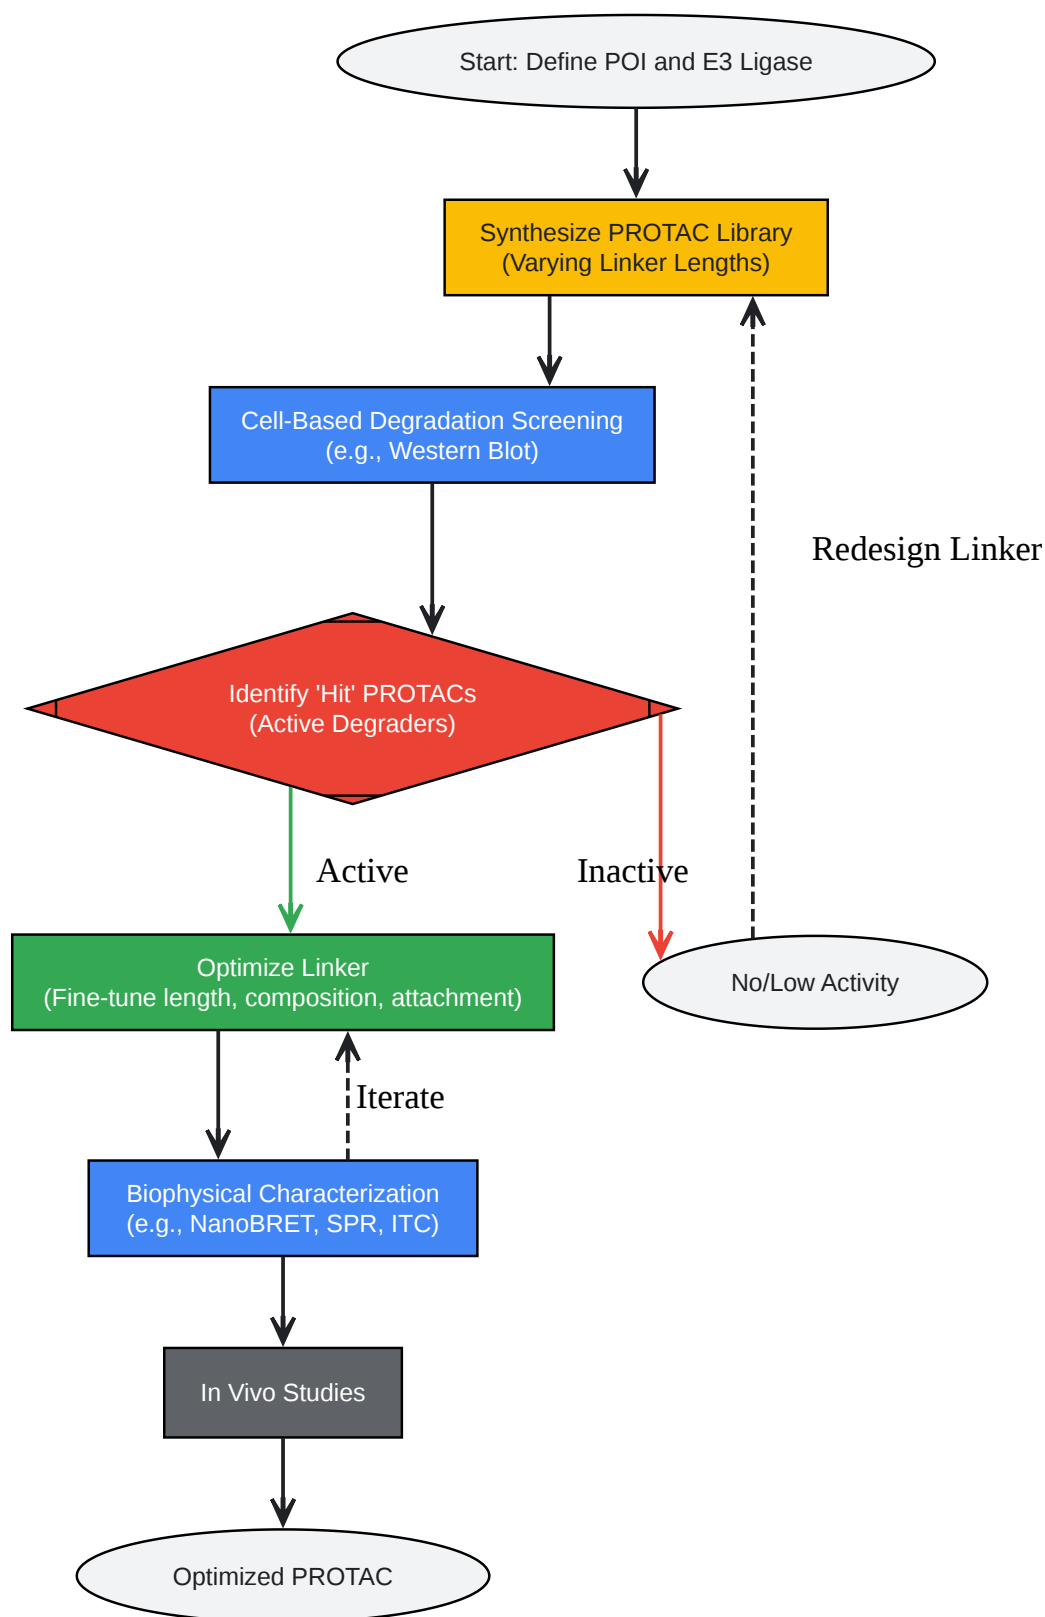 Start: Define POI and E3 Ligase
Synthesize PROTAC Library
(Varying Linker Lengths)
Cell-Based Degradation Screening
(e.g., Western Blot)
Redesign Linker
Identify 'Hit' PROTACs
(Active Degraders)
Active
Inactive
Optimize Linker
(Fine-tune length, composition, attachment)
No/Low Activity
Iterate
Biophysical Characterization
(e.g., NanoBRET, SPR, ITC)
In Vivo Studies
Optimized PROTAC